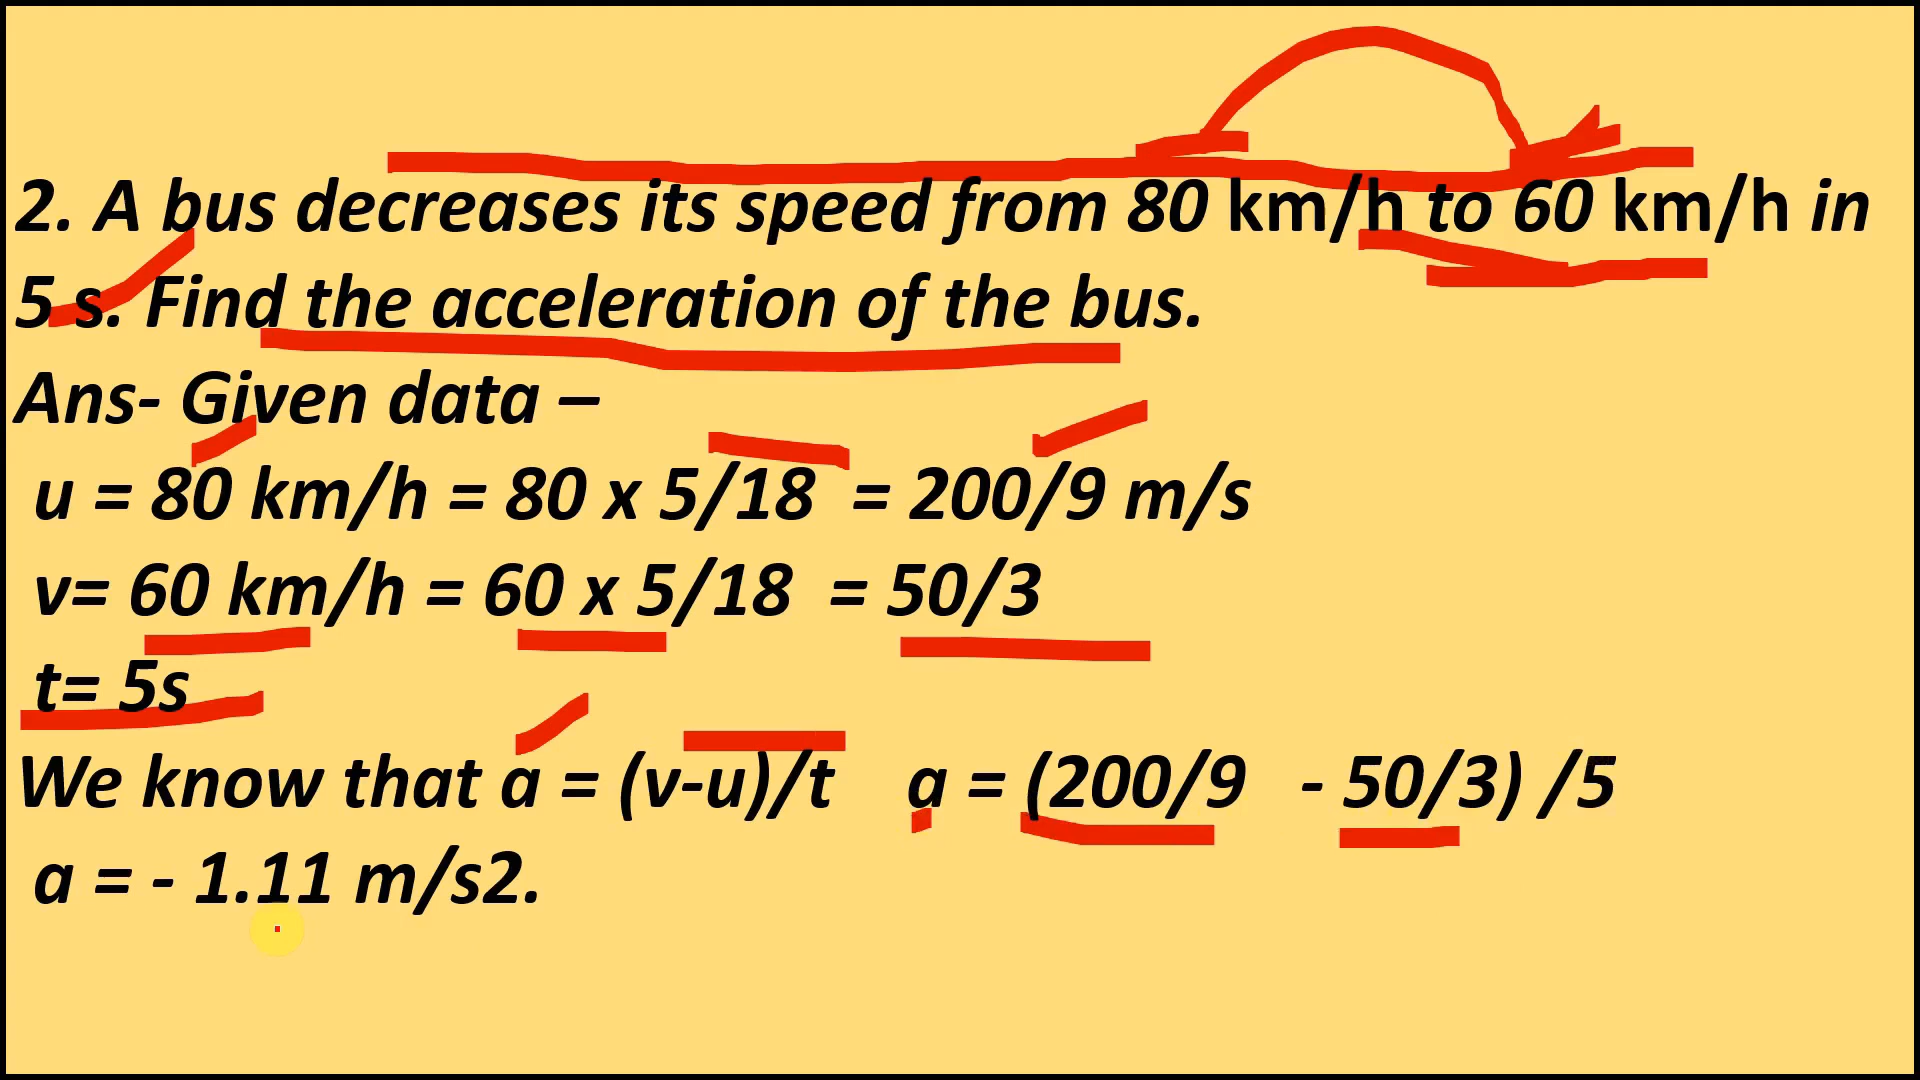 2. A bus decreases its speed from 80 km/h to 60 km/h in
5 s. Find the acceleration of the bus.
Ans- Given data –
u = 80 km/h = 80 x 5/18 = 200/9 m/s
v= 60 km/h = 60 x 5/18 = 50/3
t= 5s
We know that a = (v-u)/t a = (200/9 - 50/3) /5
a = - 1.11 m/s2.